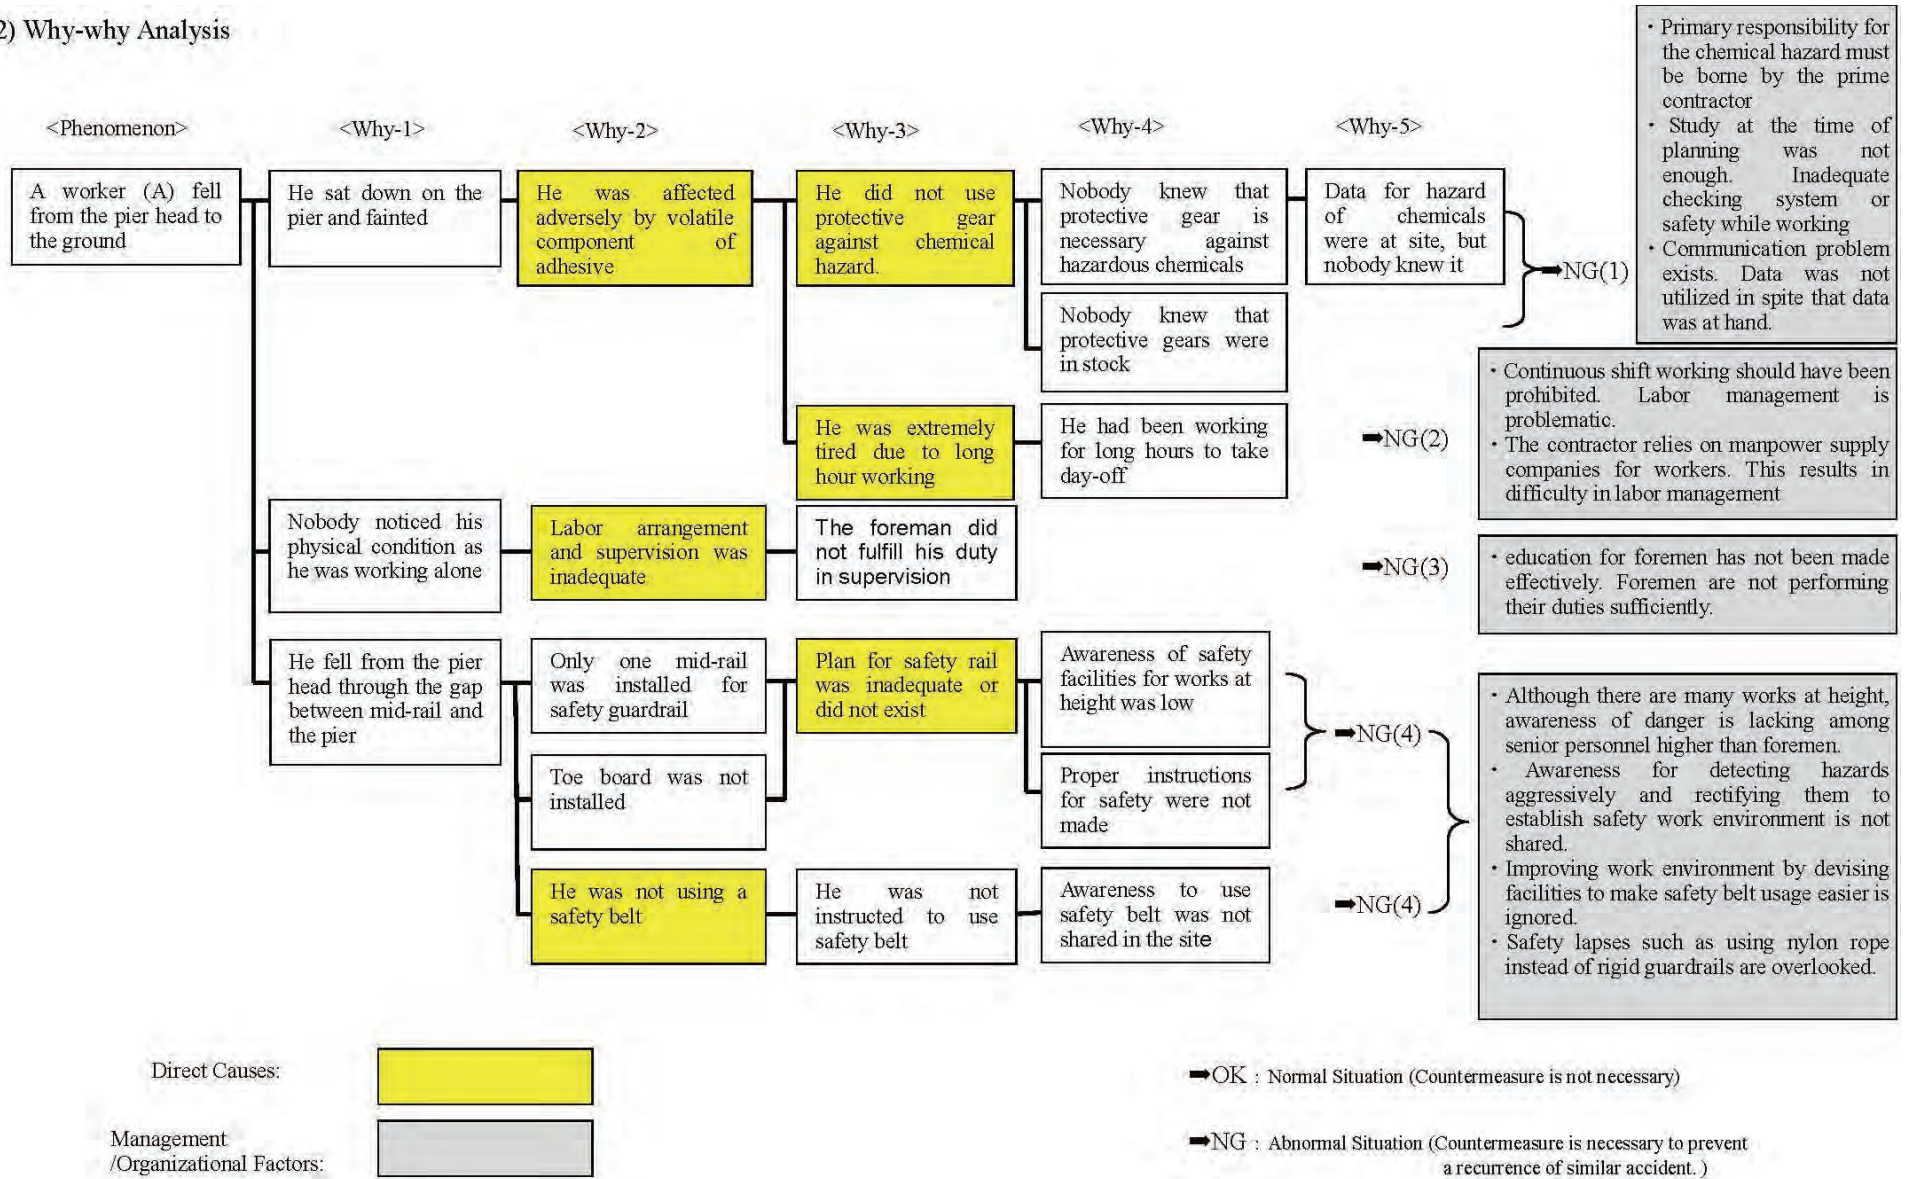 2) Why-why Analysis
<Phenomenon>
<Why-1>
<Why-2>
<Why-3>
<Why-4>
<Why-5>
A worker (A) fell
from the pier head to
the ground
He sat down on the
pier and fainted
He was affected
adversely by volatile
component of
adhesive
He did not use
protective gear
against chemical
hazard.
Nobody knew that
protective gear is
necessary against
hazardous chemicals
Data for hazard
of chemicals
were at site, but
nobody knew it
➡NG(1)
・Primary responsibility for
the chemical hazard must
be borne by the prime
contractor
・Study at the time of
planning was not
enough. Inadequate
checking system or
safety while working
・Communication problem
exists. Data was not
utilized in spite that data
was at hand.
Nobody knew that
protective gears were
in stock
He was extremely
tired due to long
hour working
He had been working
for long hours to take
day-off
➡NG(2)
・Continuous shift working should have been
prohibited. Labor management is
problematic.
・The contractor relies on manpower supply
companies for workers. This results in
difficulty in labor management
Nobody noticed his
physical condition as
he was working alone
Labor arrangement
and supervision was
inadequate
The foreman did
not fulfill his duty
in supervision
➡NG(3)
・education for foremen has not been made
effectively. Foremen are not performing
their duties sufficiently.
He fell from the pier
head through the gap
between mid-rail and
the pier
Only one mid-rail
was installed for
safety guardrail
Plan for safety rail
was inadequate or
did not exist
Awareness of safety
facilities for works at
height was low
➡NG(4)
Toe board was not
installed
Proper instructions
for safety were not
made
He was not using a
safety belt
He was not
instructed to use
safety belt
Awareness to use
safety belt was not
shared in the site
➡NG(4)
・Although there are many works at height,
awareness of danger is lacking among
senior personnel higher than foremen.
・Awareness for detecting hazards
aggressively and rectifying them to
establish safety work environment is not
shared.
・Improving work environment by devising
facilities to make safety belt usage easier is
ignored.
・Safety lapses such as using nylon rope
instead of rigid guardrails are overlooked.
Direct Causes:
Management
/Organizational Factors:
➡OK : Normal Situation (Countermeasure is not necessary)
➡NG : Abnormal Situation (Countermeasure is necessary to prevent
a recurrence of similar accident. )